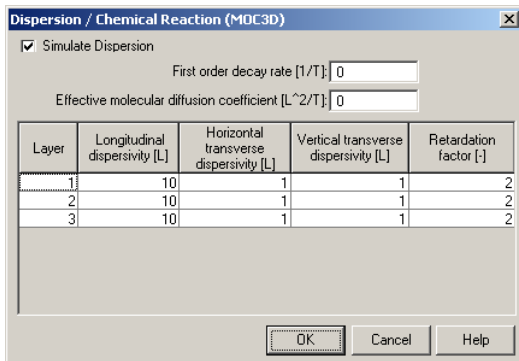 Dispersion / Chemical Reaction (MOC3D)
Simulate Dispersion
First order decay rate [1/T]: 0
Effective molecular diffusion coefficient [L^2/T]: 0
Layer Longitudinal dispersivity [L] Horizontal transverse dispersivity [L] Vertical transverse dispersivity [L] Retardation factor [-]
1 10 1 1 2
2 10 1 1 2
3 10 1 1 2
OK Cancel Help